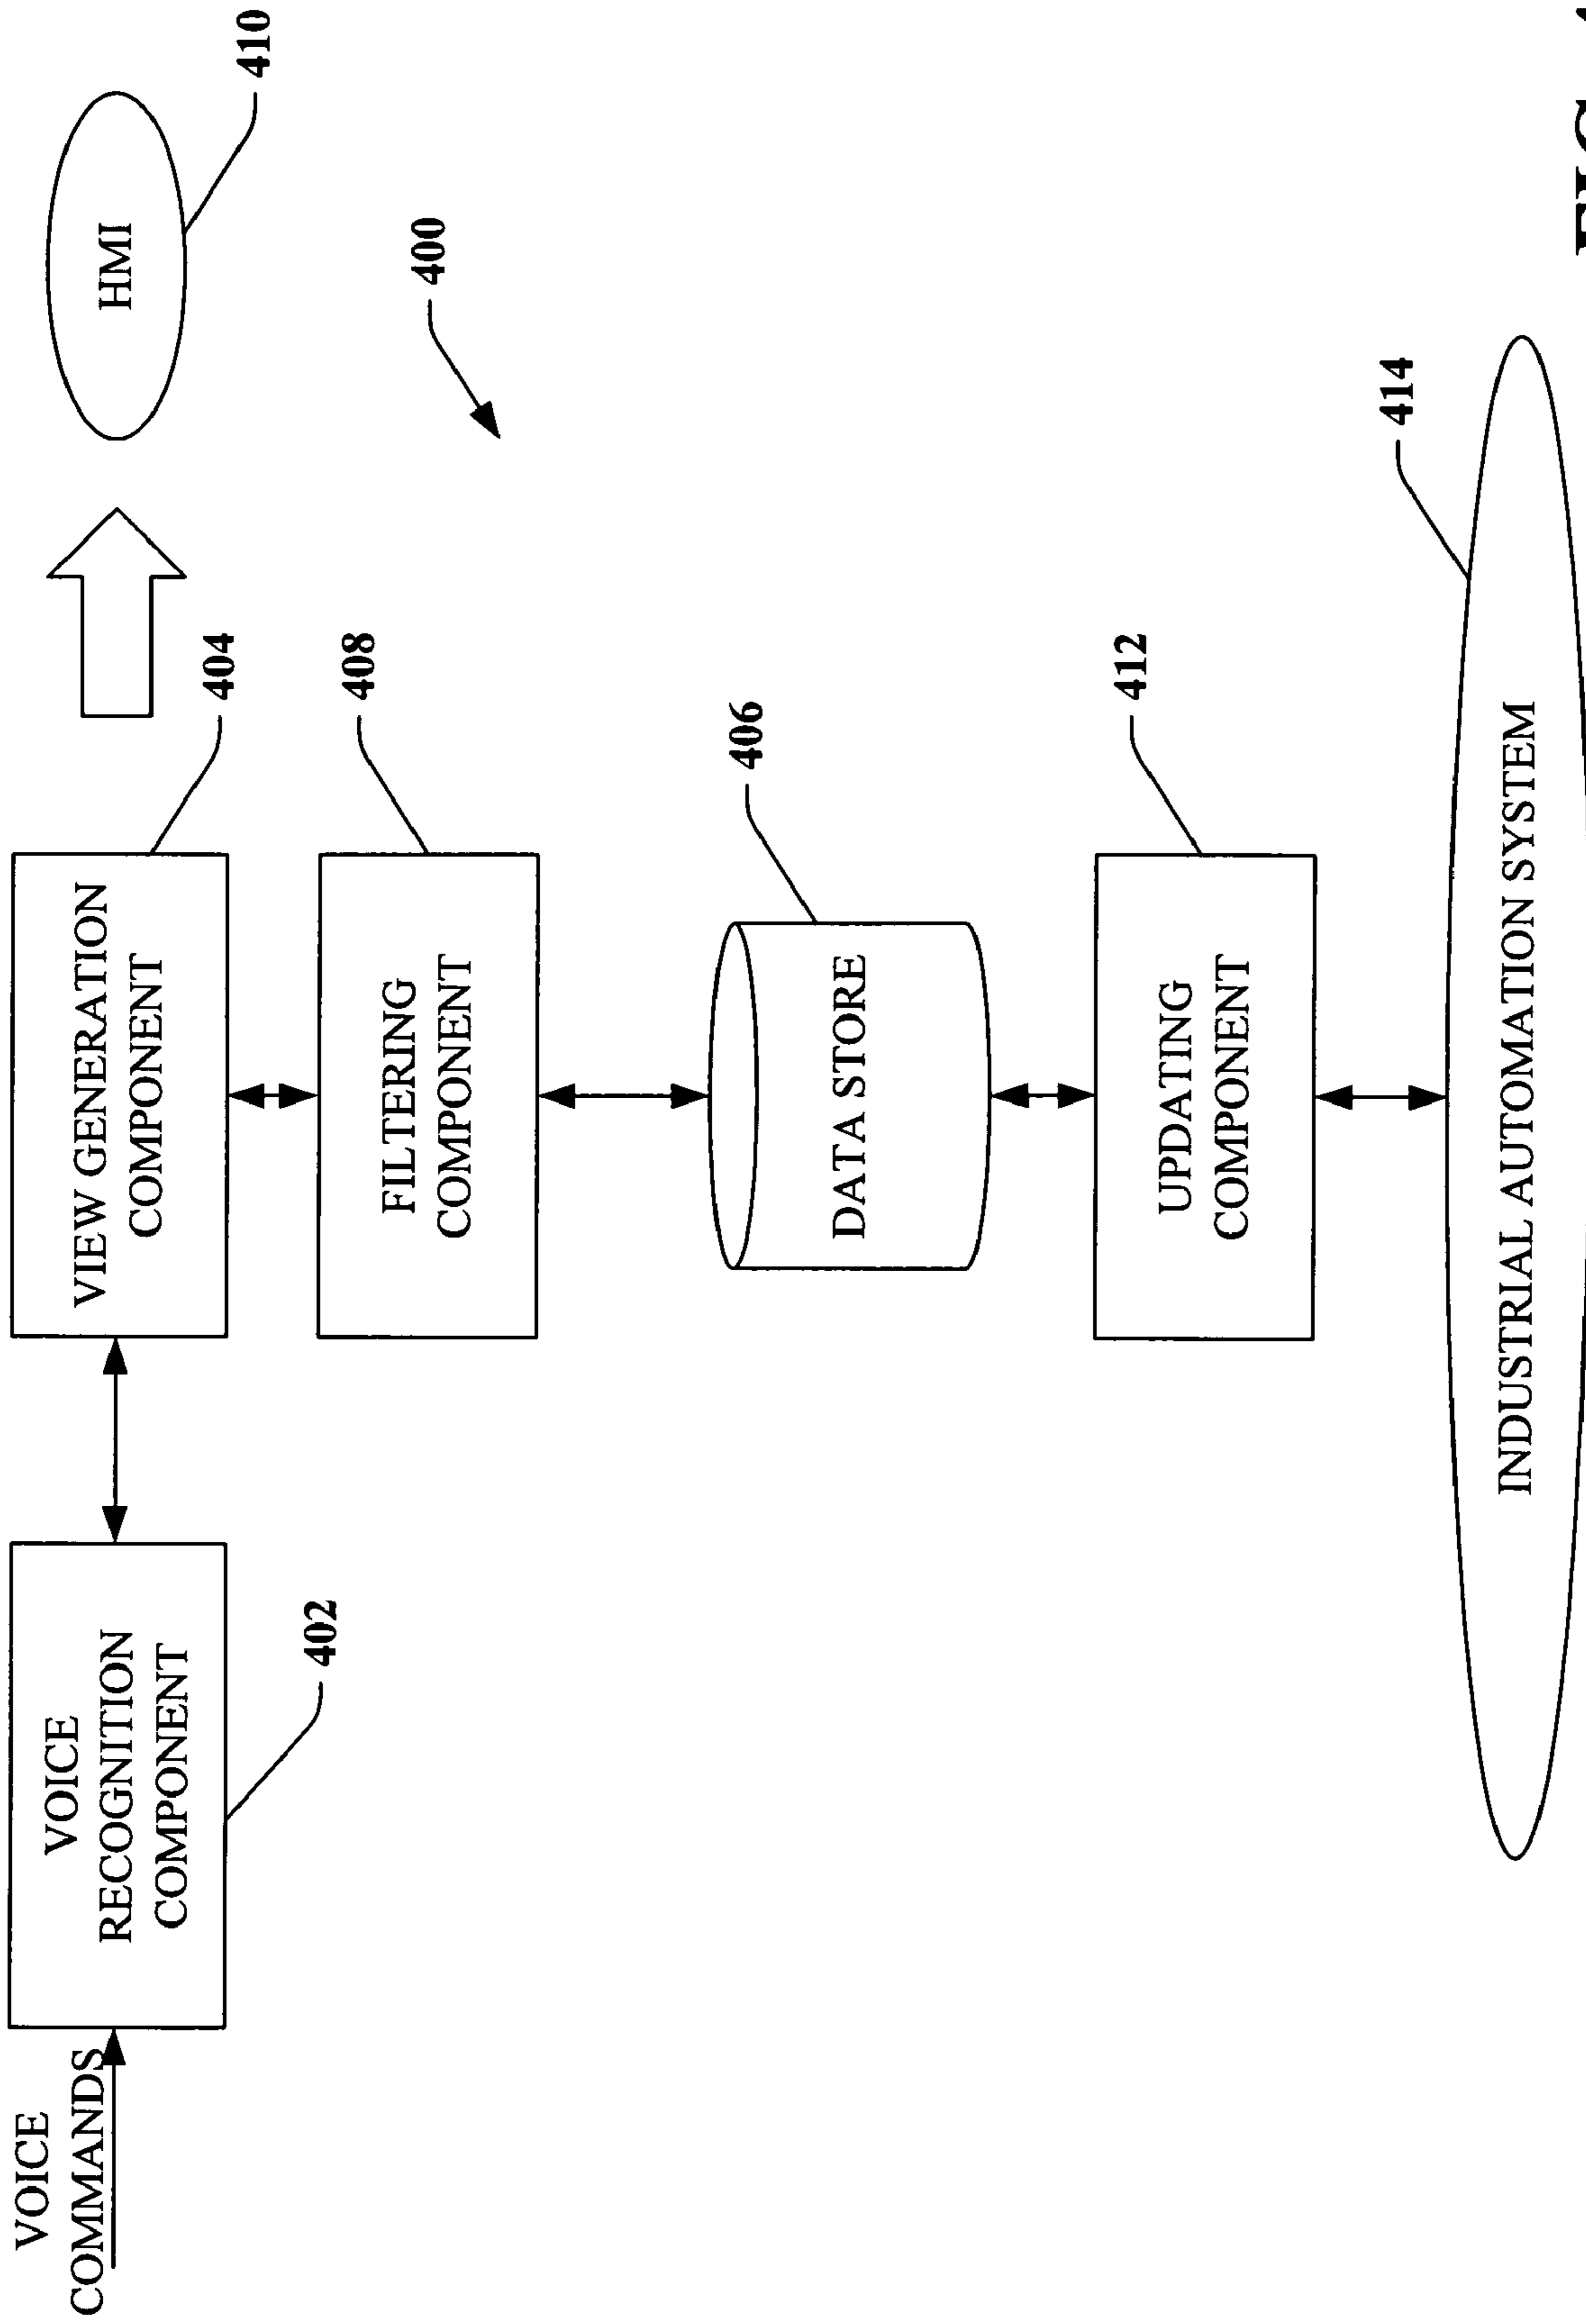 VOICE
COMMANDS
VOICE
RECOGNITION
COMPONENT
402
VIEW GENERATION
COMPONENT
404
HMI
410
FILTERING
COMPONENT
408
400
DATA STORE
406
UPDATING
COMPONENT
412
INDUSTRIAL AUTOMATION SYSTEM
414